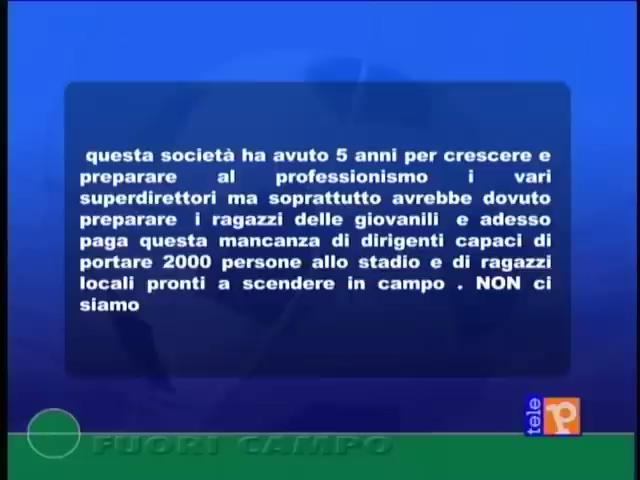 questa società ha avuto 5 anni per crescere e
preparare al professionismo i vari
superdirettori ma soprattutto avrebbe dovuto
preparare i ragazzi delle giovanili e adesso
paga questa mancanza di dirigenti capaci di
portare 2000 persone allo stadio e di ragazzi
locali pronti a scendere in campo . NON ci
siamo
tele P
FUORI CAMPO